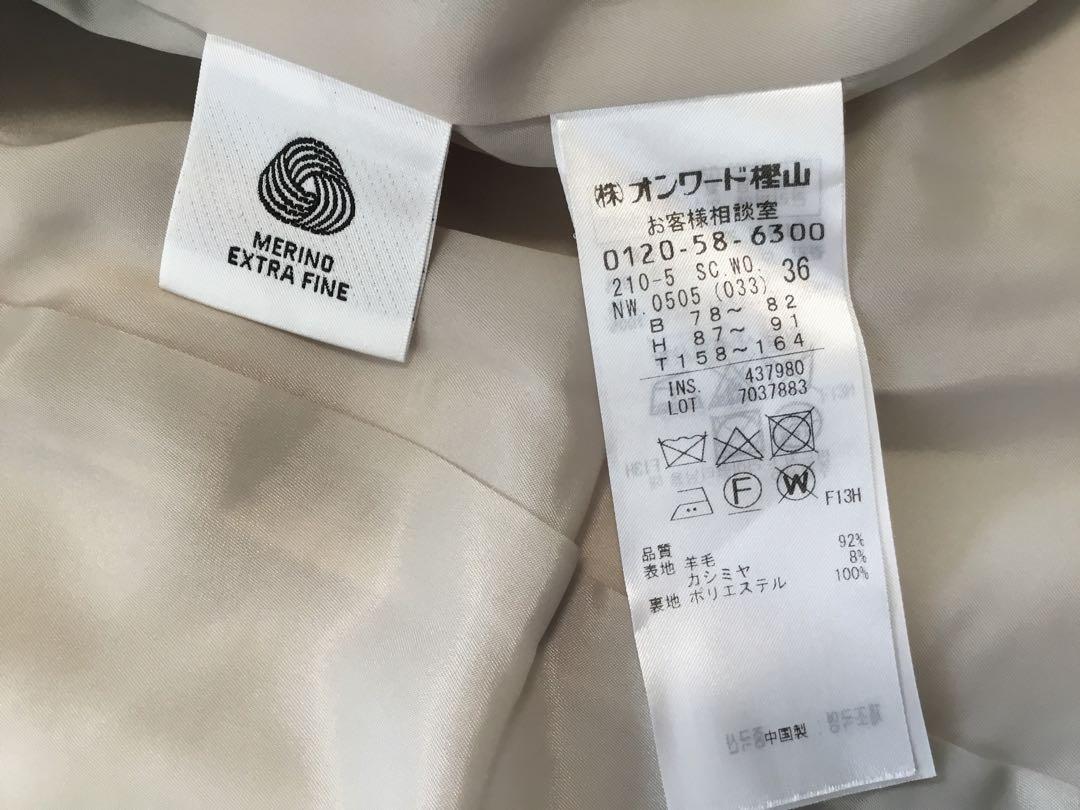 MERINO
EXTRA FINE
(株)オンワード樫山
お客様相談室
0120-58-6300
210-5 SC.WO. 36
NW.0505 (033)
B 78〜 82
H 87〜 91
T158〜164
INS. 437980
LOT 7037883
F
W
F13H
品質
表地 羊毛 92%
カシミヤ 8%
裏地 ポリエステル 100%
中国製